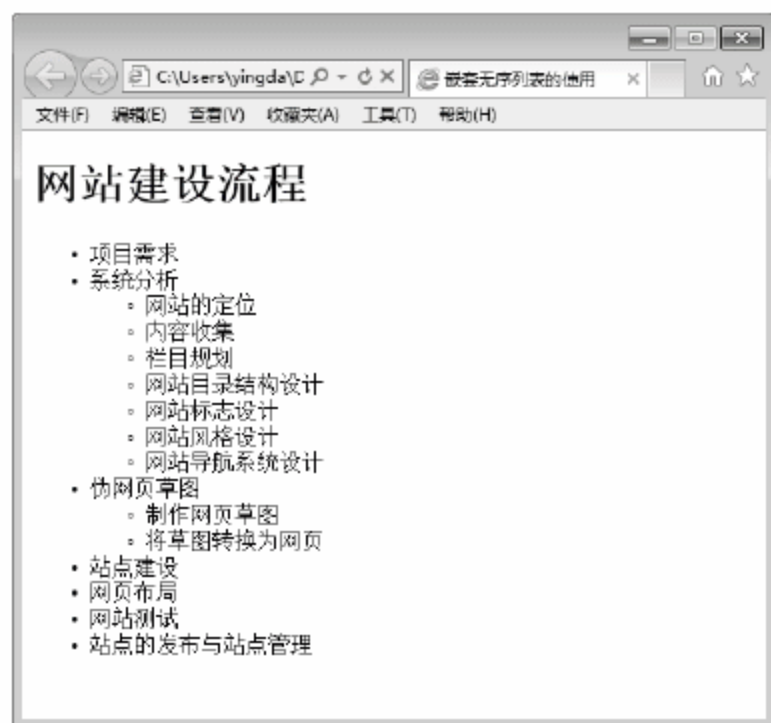 C:\Users\yingda\D
嵌套无序列表的使用
文件(F) 编辑(E) 查看(V) 收藏夹(A) 工具(T) 帮助(H)
网站建设流程
• 项目需求
• 系统分析
◦ 网站的定位
◦ 内容收集
◦ 栏目规划
◦ 网站目录结构设计
◦ 网站标志设计
◦ 网站风格设计
◦ 网站导航系统设计
• 伪网页草图
◦ 制作网页草图
◦ 将草图转换为网页
• 站点建设
• 网页布局
• 网站测试
• 站点的发布与站点管理